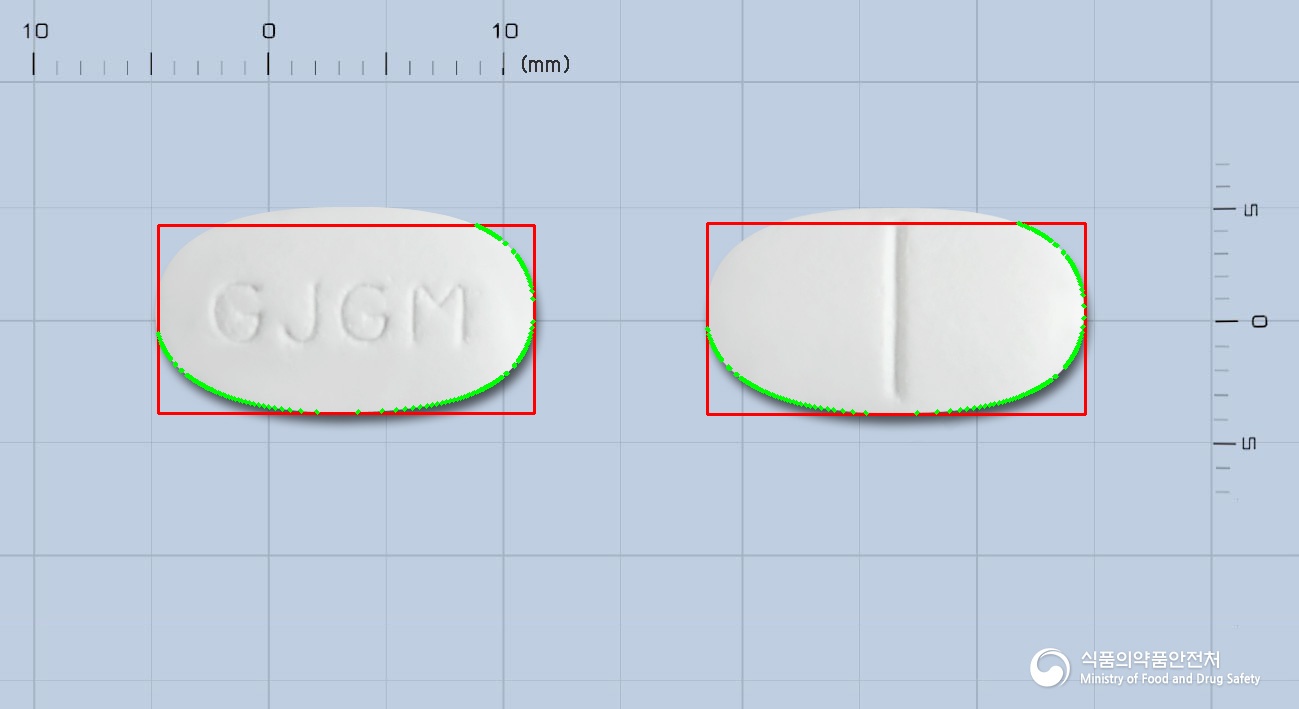 10 0 10
(mm)
GJGM
5
0
5
식품의약품안전처
Ministry of Food and Drug Safety